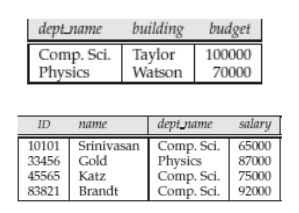 dept_name building budget
Comp. Sci. Taylor 100000
Physics Watson 70000
ID name dept_name salary
10101 Srinivasan Comp. Sci. 65000
33456 Gold Physics 87000
45565 Katz Comp. Sci. 75000
83821 Brandt Comp. Sci. 92000